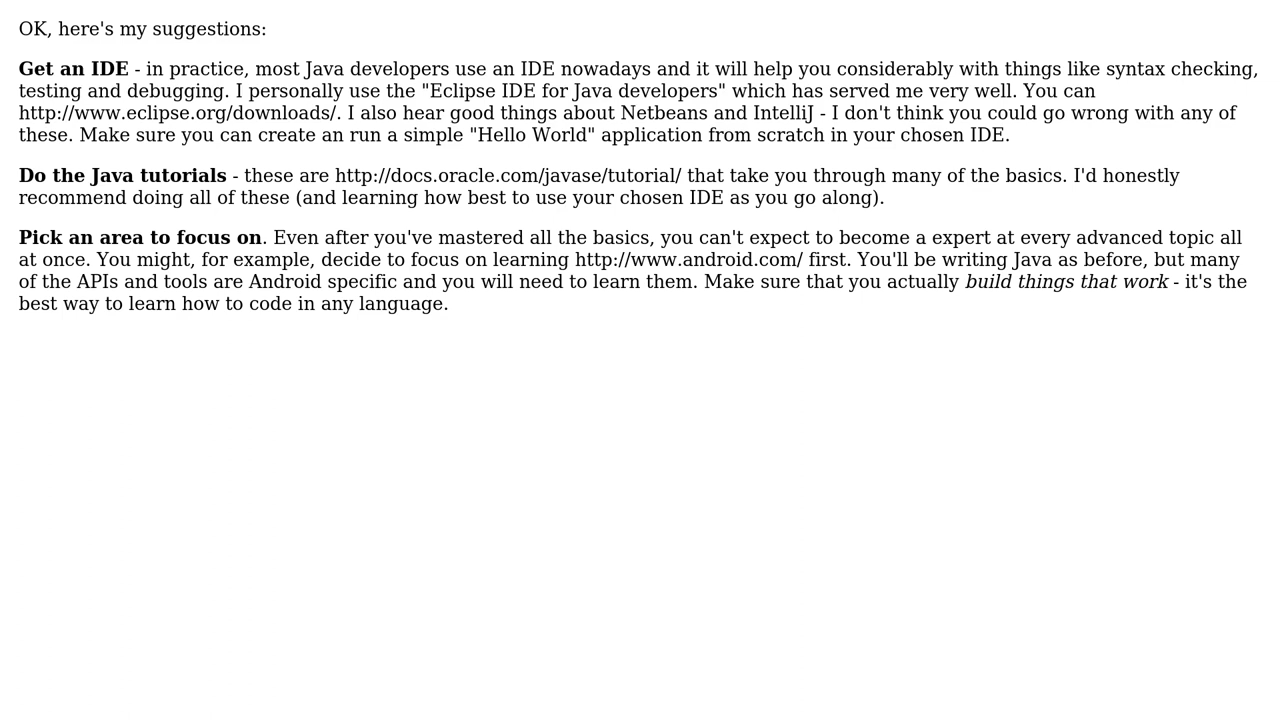 OK, here's my suggestions:
Get an IDE - in practice, most Java developers use an IDE nowadays and it will help you considerably with things like syntax checking,
testing and debugging. I personally use the "Eclipse IDE for Java developers" which has served me very well. You can
http://www.eclipse.org/downloads/. I also hear good things about Netbeans and IntelliJ - I don't think you could go wrong with any of
these. Make sure you can create an run a simple "Hello World" application from scratch in your chosen IDE.
Do the Java tutorials - these are http://docs.oracle.com/javase/tutorial/ that take you through many of the basics. I'd honestly
recommend doing all of these (and learning how best to use your chosen IDE as you go along).
Pick an area to focus on. Even after you've mastered all the basics, you can't expect to become a expert at every advanced topic all
at once. You might, for example, decide to focus on learning http://www.android.com/ first. You'll be writing Java as before, but many
of the APIs and tools are Android specific and you will need to learn them. Make sure that you actually build things that work - it's the
best way to learn how to code in any language.